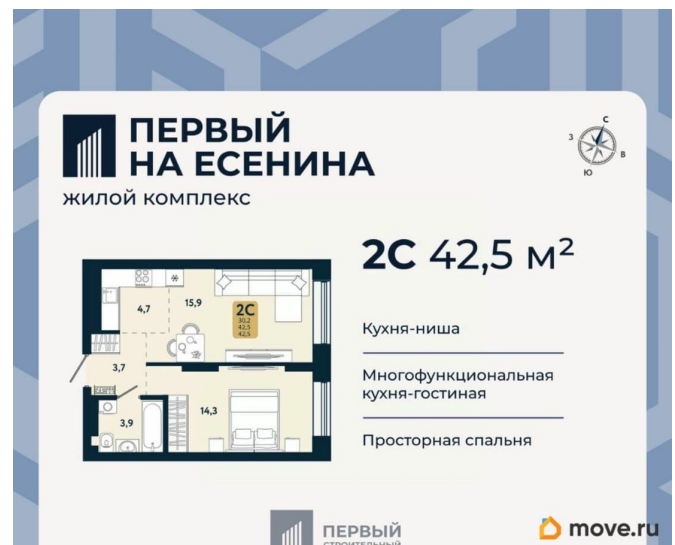 ПЕРВЫЙ
НА ЕСЕНИНА
жилой комплекс
С
З
В
Ю
2С 42,5 м²
4,7
15,9
2С
30,2
42,5
42,5
3,7
3,9
14,3
Кухня-ниша
Многофункциональная
кухня-гостиная
Просторная спальня
ПЕРВЫЙ
СТРОИТЕЛЬНЫЙ
move.ru